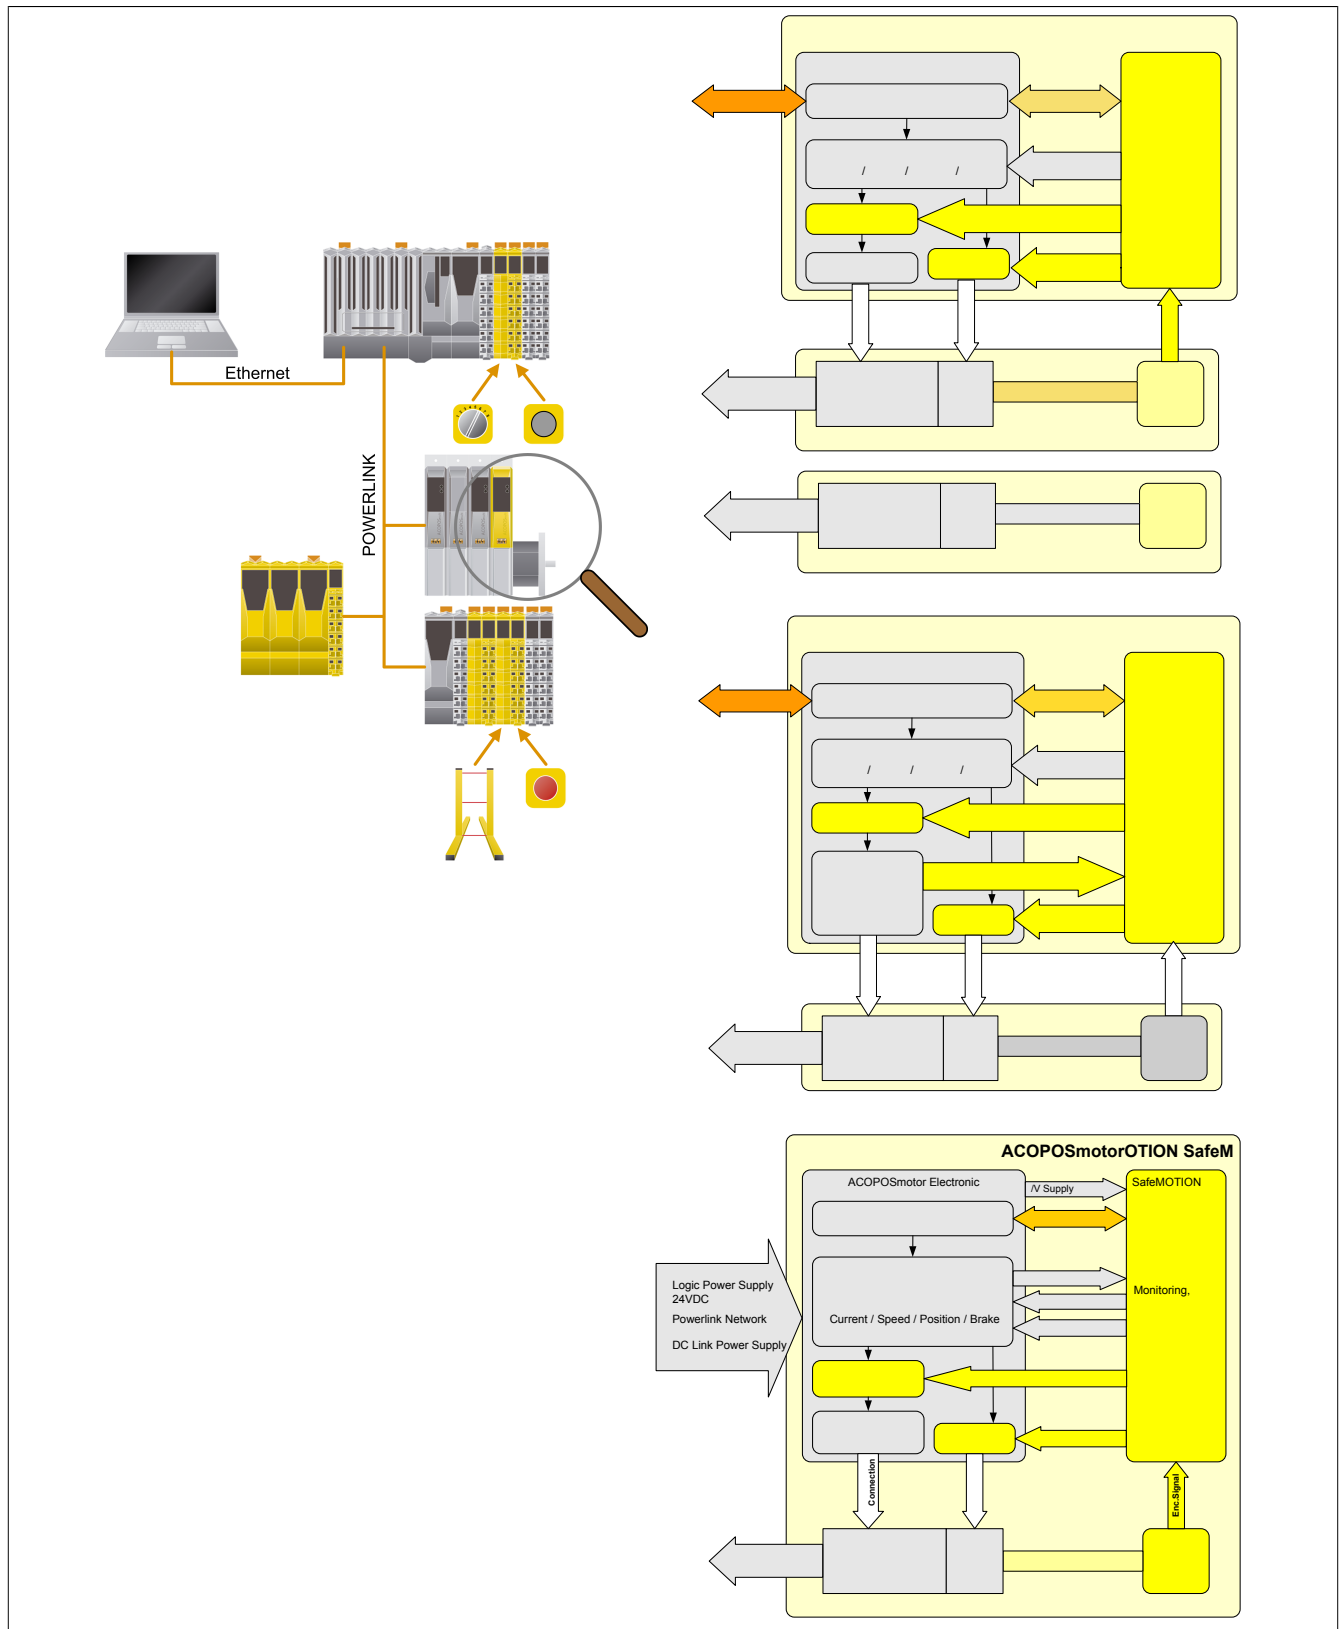 / / /
Ethernet
POWERLINK
/ / /
ACOPOSmotorOTION SafeM
ACOPOSmotor Electronic
/V Supply
SafeMOTION
Logic Power Supply
24VDC
Powerlink Network
DC Link Power Supply
Current / Speed / Position / Brake
Monitoring,
Connection
Enc.Signal